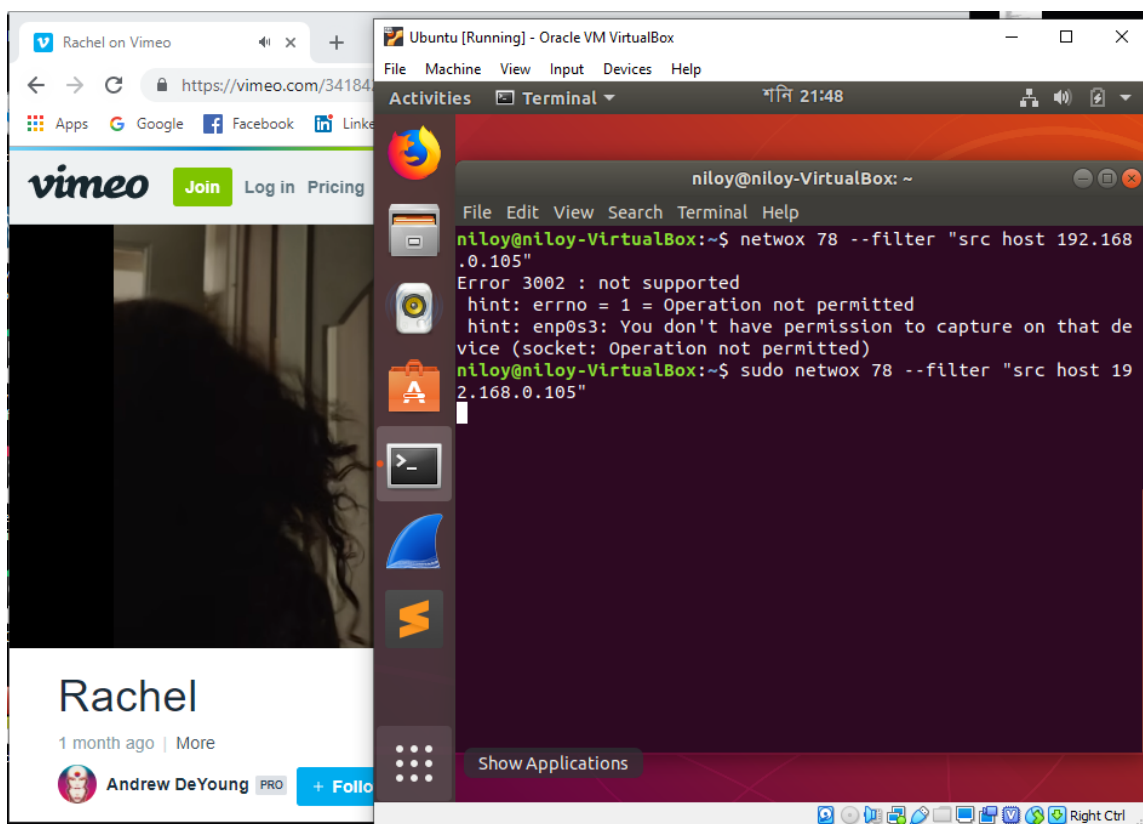 Rachel on Vimeo
https://vimeo.com/34184
Apps Google Facebook Linke
vimeo Join Log in Pricing
Rachel
1 month ago | More
Andrew DeYoung PRO + Follo
Ubuntu [Running] - Oracle VM VirtualBox
File Machine View Input Devices Help
Activities Terminal শনি 21:48
niloy@niloy-VirtualBox: ~
File Edit View Search Terminal Help
niloy@niloy-VirtualBox:~$ netwox 78 --filter "src host 192.168
.0.105"
Error 3002 : not supported
hint: errno = 1 = Operation not permitted
hint: enp0s3: You don't have permission to capture on that de
vice (socket: Operation not permitted)
niloy@niloy-VirtualBox:~$ sudo netwox 78 --filter "src host 19
2.168.0.105"
Show Applications
Right Ctrl